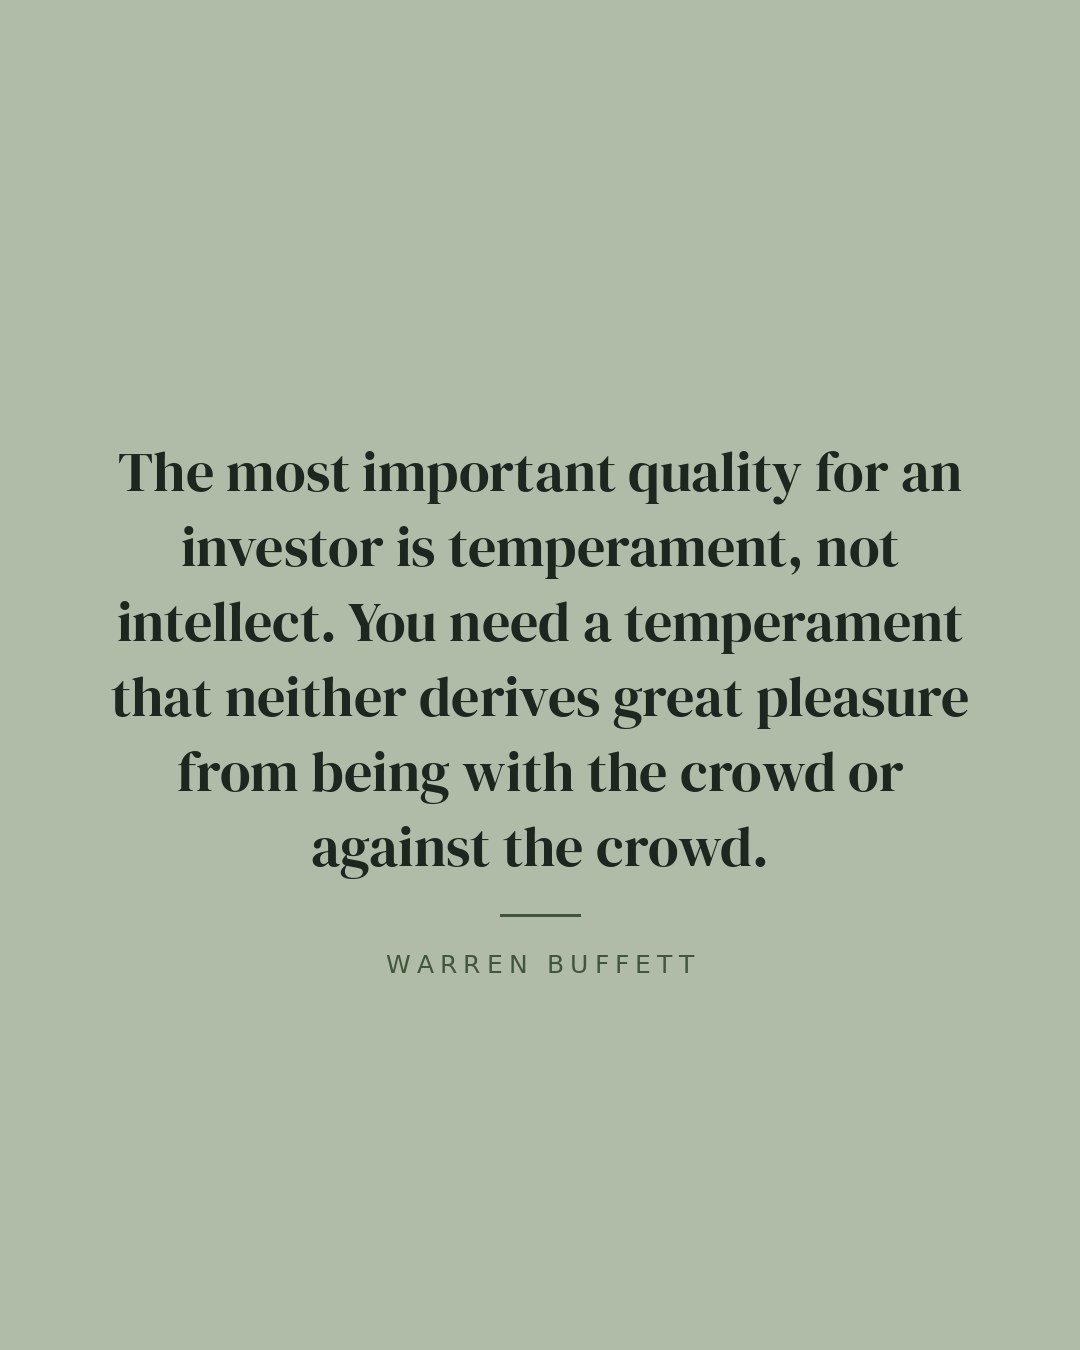 The most important quality for an
investor is temperament, not
intellect. You need a temperament
that neither derives great pleasure
from being with the crowd or
against the crowd.
WARREN BUFFETT